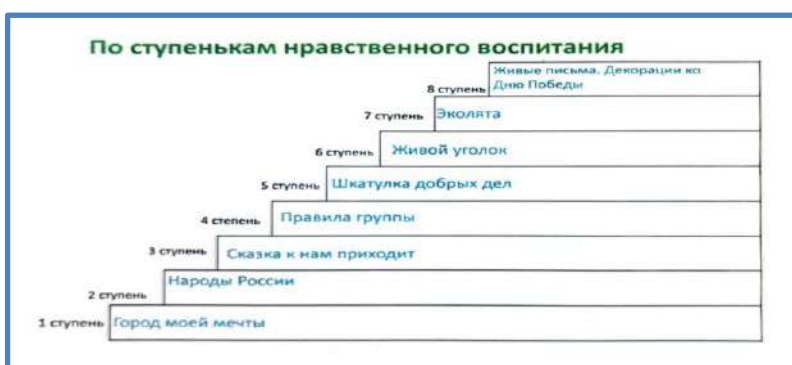 По ступенькам нравственного воспитания
Живые письма. Декорации ко
8 ступень Дню Победы
7 ступень Эколята
6 ступень Живой уголок
5 ступень Шкатулка добрых дел
4 степень Правила группы
3 ступень Сказка к нам приходит
Народы России
2 ступень
1 ступень Город моей мечты